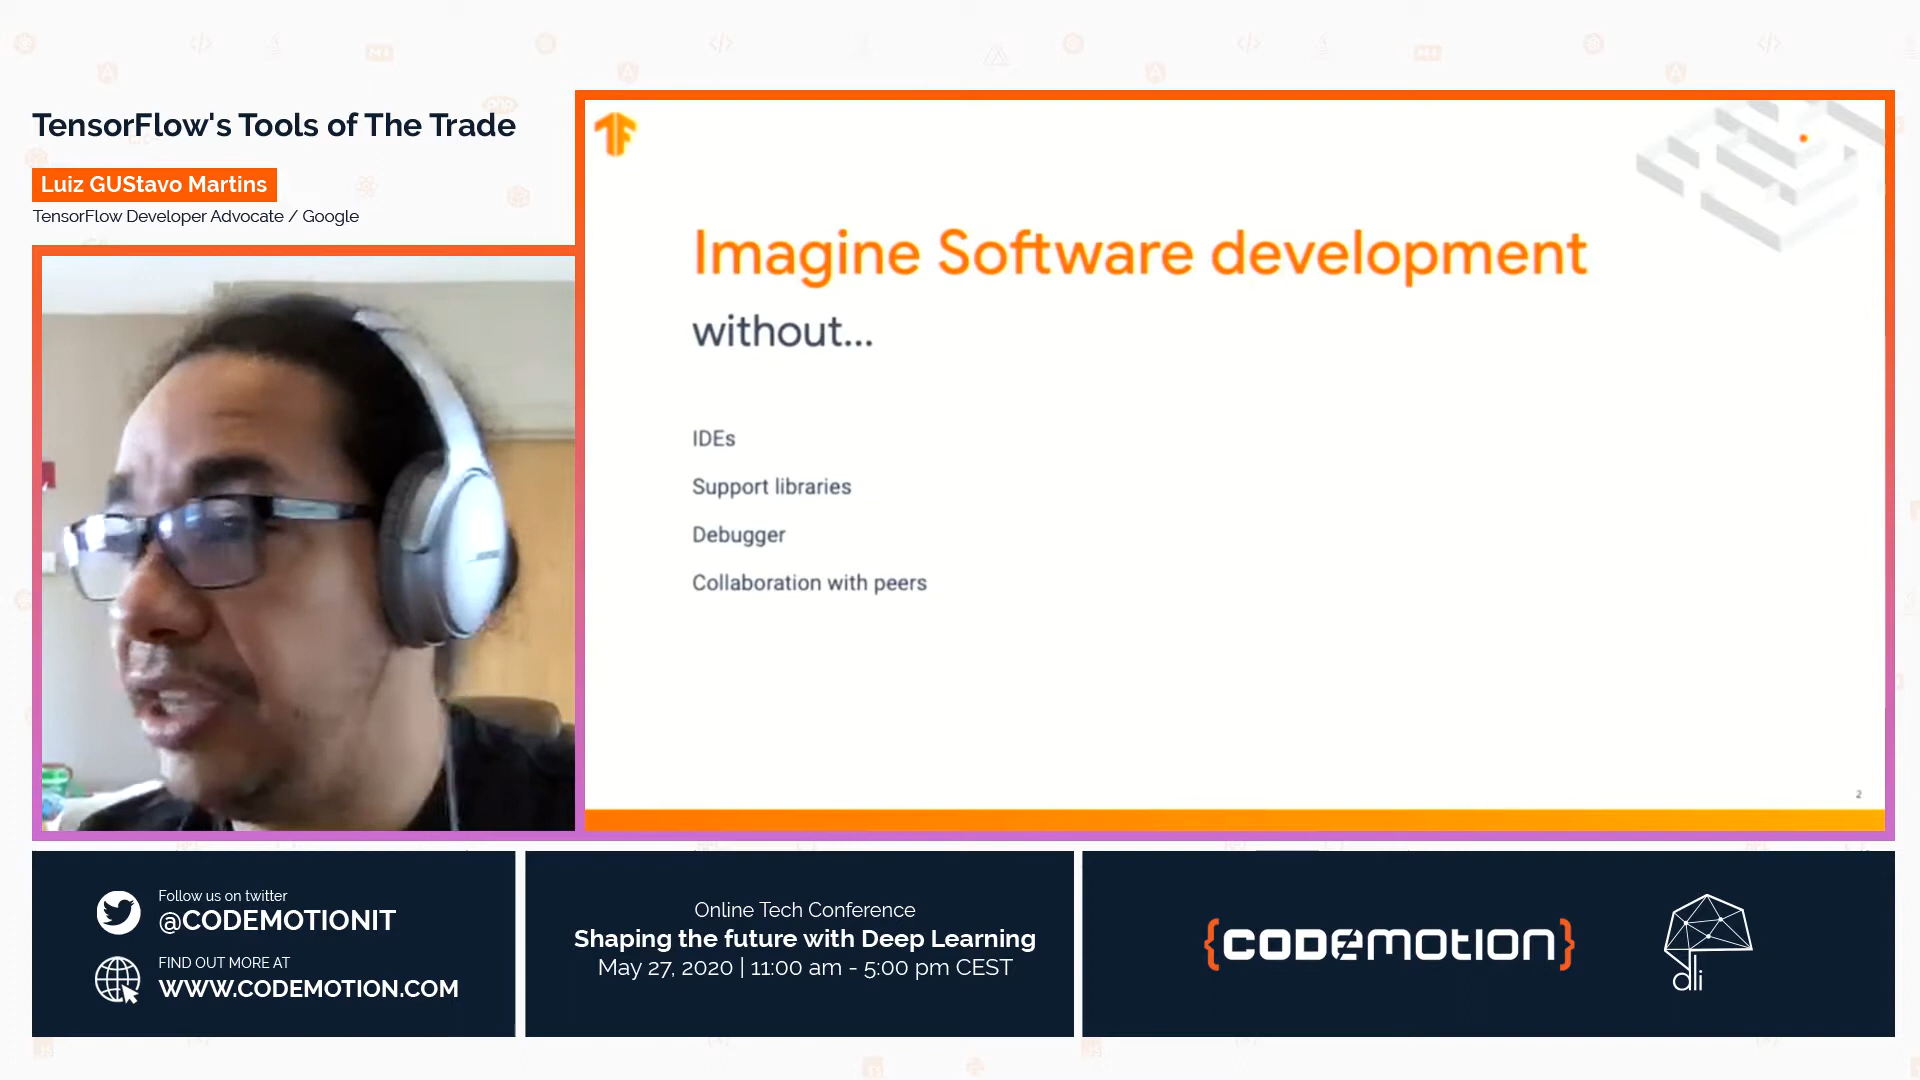 TensorFlow's Tools of The Trade
Luiz GUStavo Martins
TensorFlow Developer Advocate / Google
Imagine Software development
without...
IDEs
Support libraries
Debugger
Collaboration with peers
2
Follow us on twitter
@CODEMOTIONIT
FIND OUT MORE AT
WWW.CODEMOTION.COM
Online Tech Conference
Shaping the future with Deep Learning
May 27, 2020 | 11:00 am - 5:00 pm CEST
{CODEMOTION}
dli